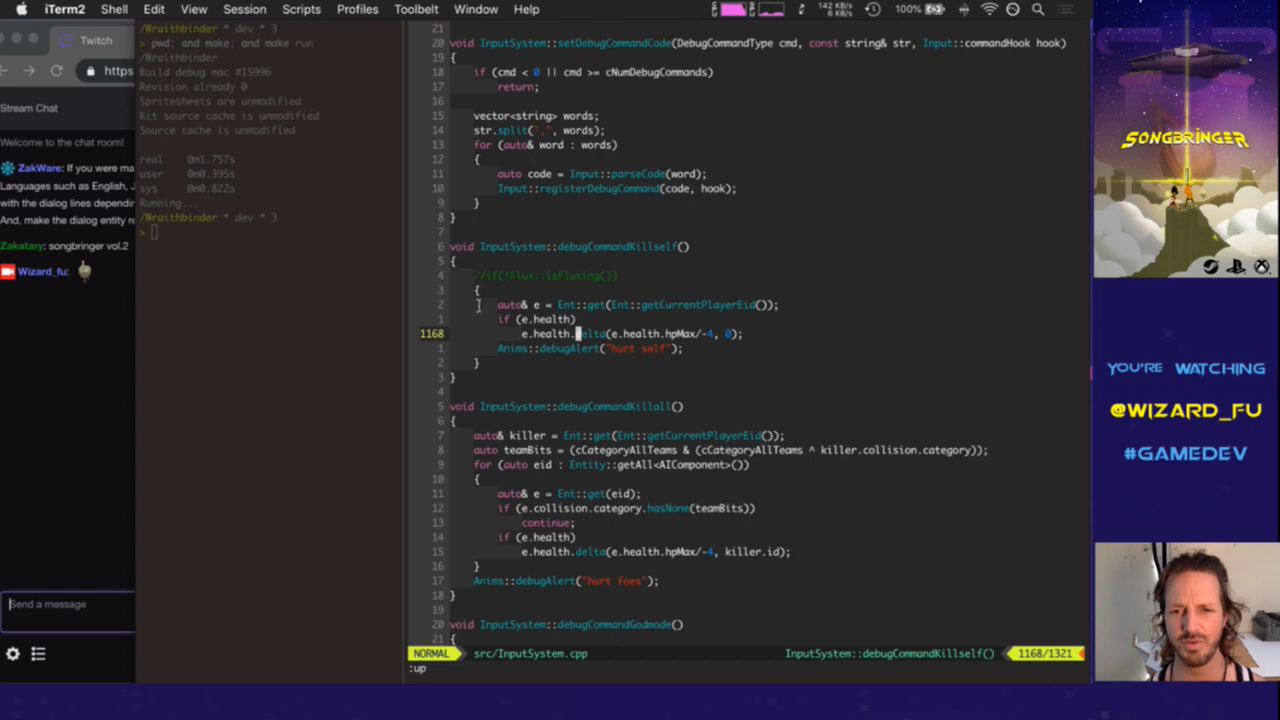 iTerm2 Shell Edit View Session Scripts Profiles Toolbelt Window Help
142 KB/s
6 KB/s
100%
Twitch
https
Stream Chat
Welcome to the chat room!
ZakWare: If you were ma
Languages such as English, J
with the dialog lines dependin
And, make the dialog entity re
Zakatary: songbringer vol.2
Wizard_fu:
Send a message
/Wraithbinder * dev * 3
> pwd; and make; and make run
/Wraithbinder
Build debug mac #15996
Revision already 0
Spritesheets are unmodified
Kit source cache is unmodified
Source cache is unmodified
real 0m1.757s
user 0m0.395s
sys 0m0.822s
Running...
/Wraithbinder * dev * 3
>
21
20 void InputSystem::setDebugCommandCode(DebugCommandType cmd, const string& str, Input::commandHook hook)
19 {
18 if (cmd < 0 || cmd >= cNumDebugCommands)
17 return;
16
15 vector<string> words;
14 str.split(",", words);
13 for (auto& word : words)
12 {
11 auto code = Input::parseCode(word);
10 Input::registerDebugCommand(code, hook);
9 }
8 }
7
6 void InputSystem::debugCommandKillself()
5 {
4 //if(!Flux::isFluxing())
3 {
2 auto& e = Ent::get(Ent::getCurrentPlayerEid());
1 if (e.health)
1168 e.health.delta(e.health.hpMax/-4, 0);
1 Anims::debugAlert("hurt self");
2 }
3 }
4
5 void InputSystem::debugCommandKillall()
6 {
7 auto& killer = Ent::get(Ent::getCurrentPlayerEid());
8 auto teamBits = (cCategoryAllTeams & (cCategoryAllTeams ^ killer.collision.category));
9 for (auto eid : Entity::getAll<AIComponent>())
10 {
11 auto& e = Ent::get(eid);
12 if (e.collision.category.hasNone(teamBits))
13 continue;
14 if (e.health)
15 e.health.delta(e.health.hpMax/-4, killer.id);
16 }
17 Anims::debugAlert("hurt foes");
18 }
19
20 void InputSystem::debugCommandGodmode()
21 {
NORMAL src/InputSystem.cpp InputSystem::debugCommandKillself() 1168/1321
:up
SONGBRINGER
YOU'RE WATCHING
@WIZARD_FU
#GAMEDEV